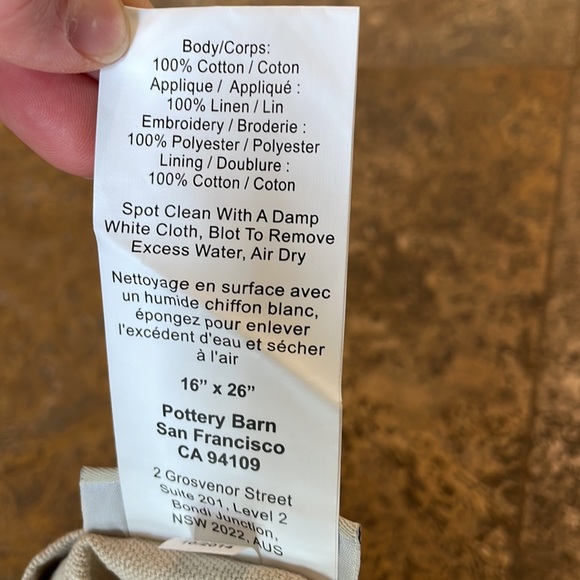 Body/Corps:
100% Cotton / Coton
Applique / Appliqué :
100% Linen / Lin
Embroidery / Broderie :
100% Polyester / Polyester
Lining / Doublure :
100% Cotton / Coton
Spot Clean With A Damp
White Cloth, Blot To Remove
Excess Water, Air Dry
Nettoyage en surface avec
un humide chiffon blanc,
épongez pour enlever
l'excédent d'eau et sécher
à l'air
16” x 26”
Pottery Barn
San Francisco
CA 94109
2 Grosvenor Street
Suite 201, Level 2
Bondi Junction,
NSW 2022, AUS